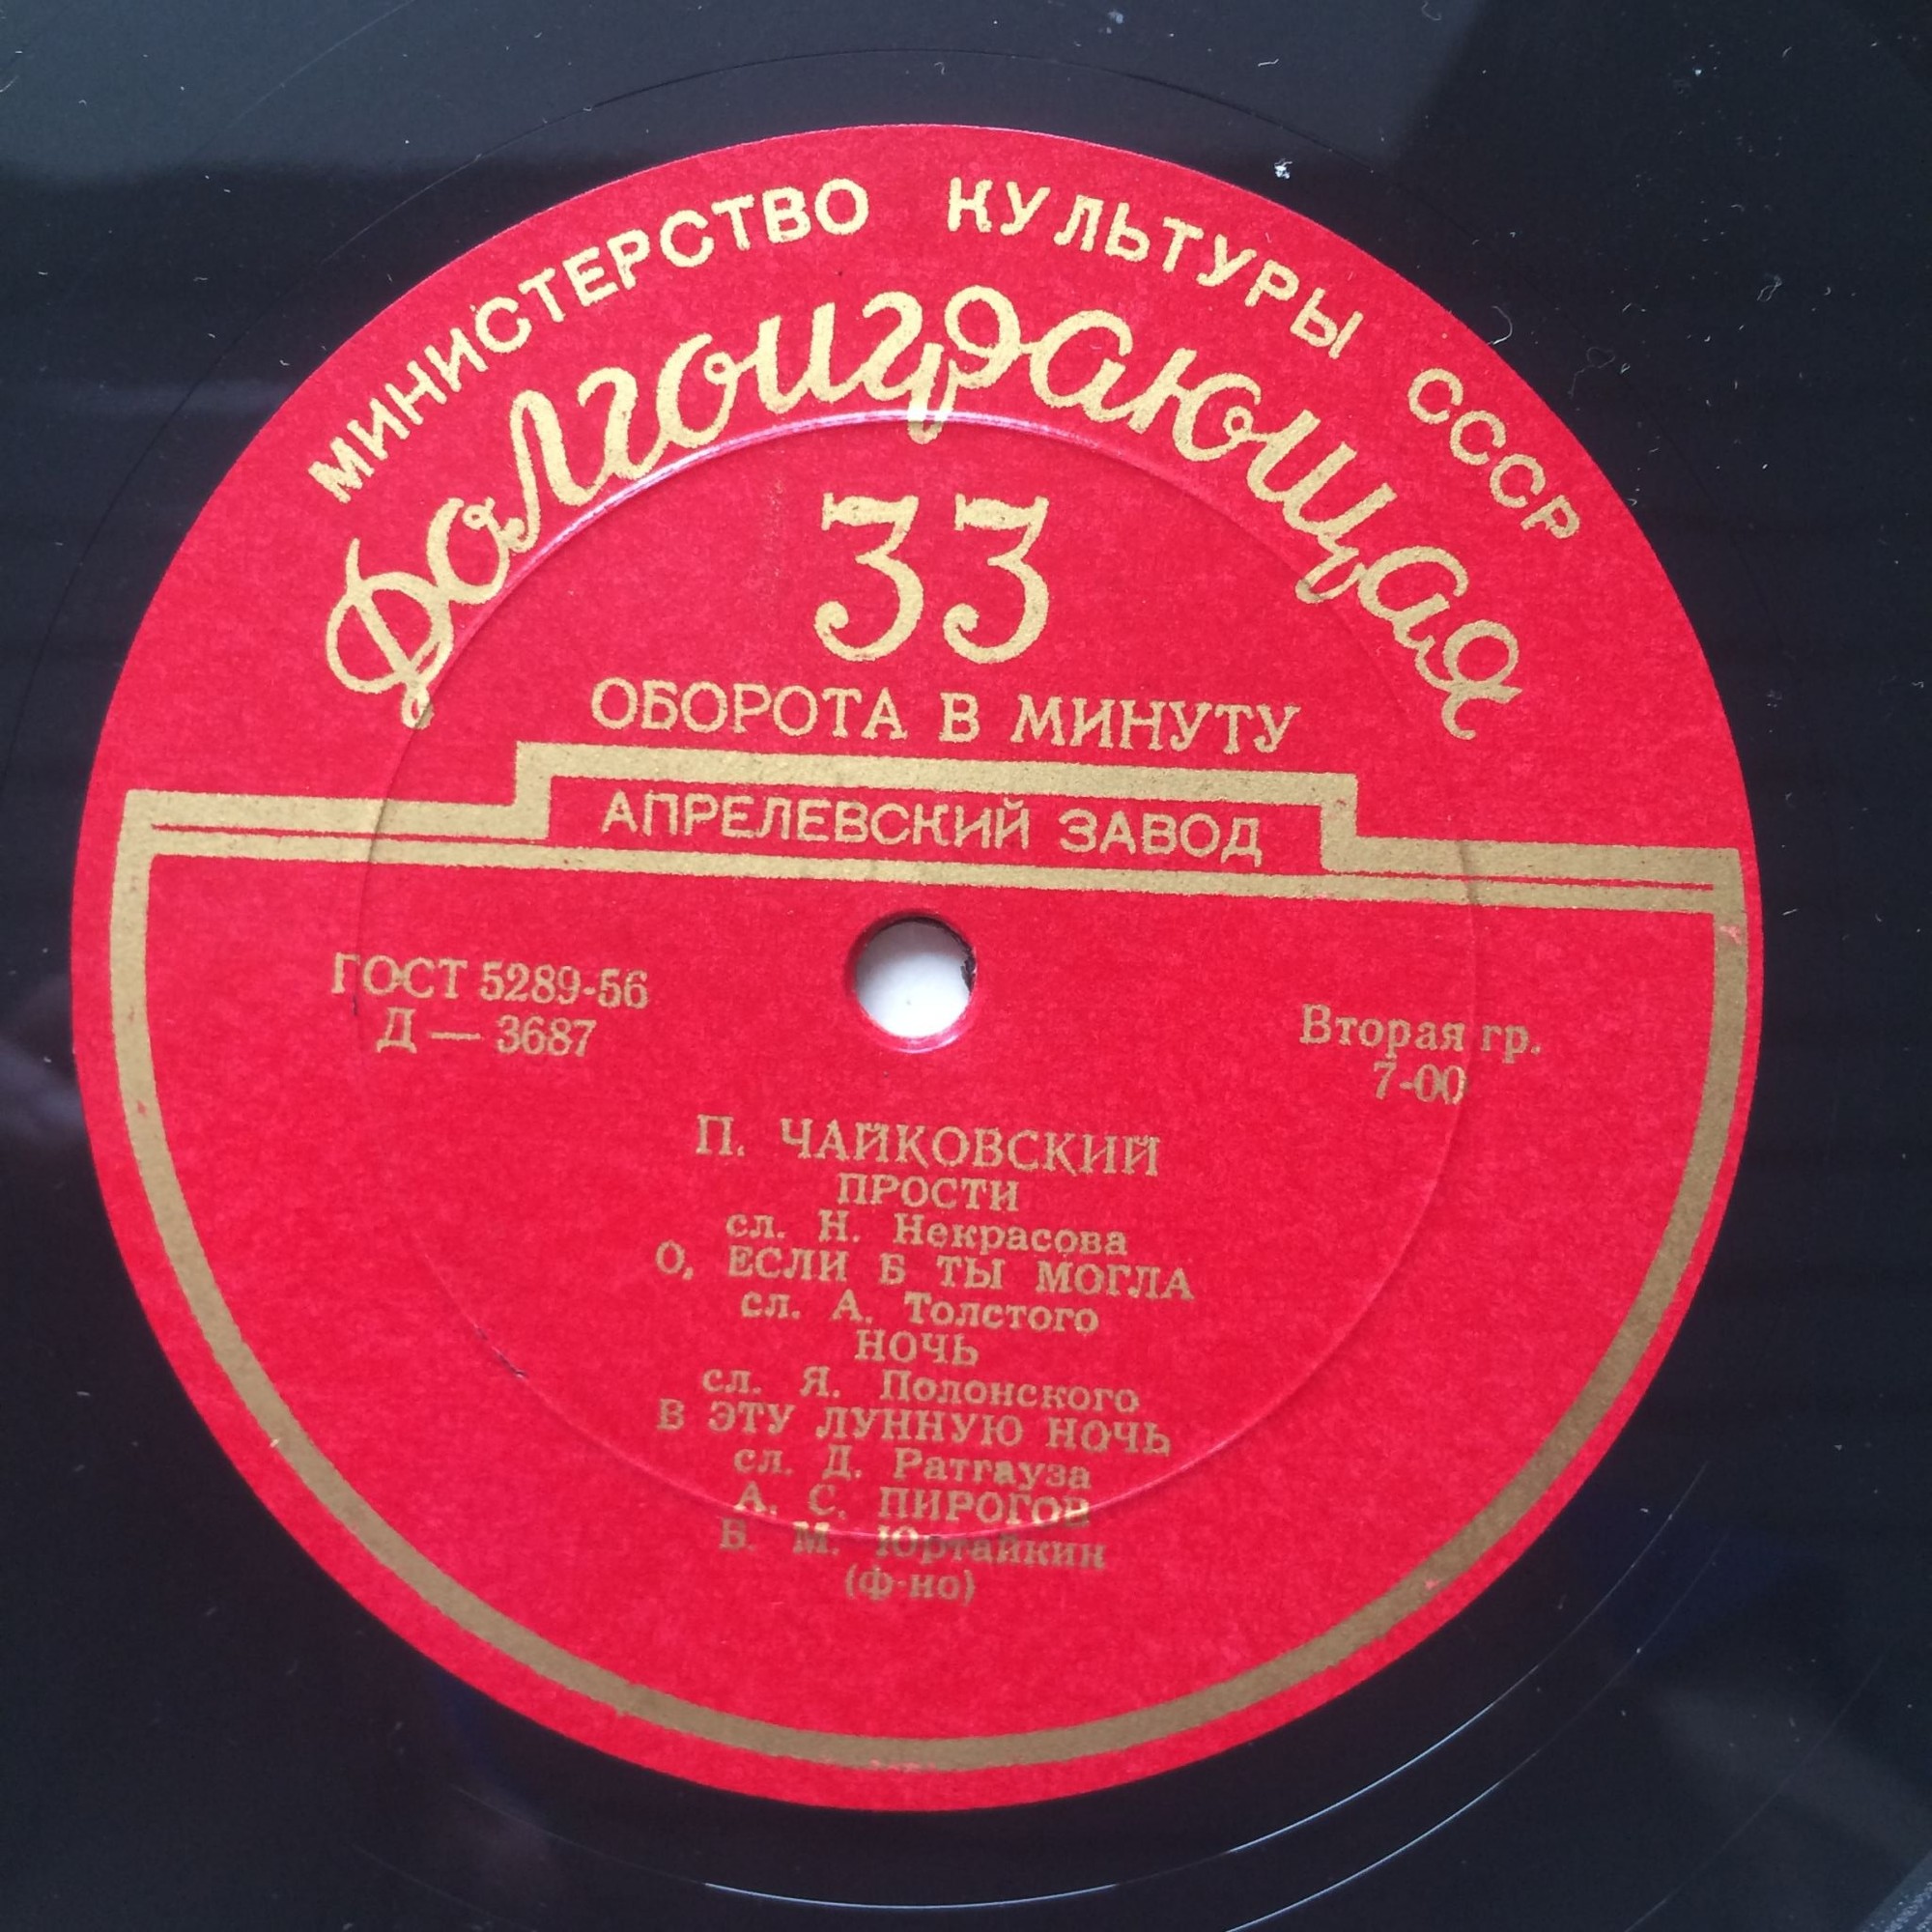 МИНИСТЕРСТВО КУЛЬТУРЫ СССР
Долгоиграющая
33
ОБОРОТА В МИНУТУ
АПРЕЛЕВСКИЙ ЗАВОД
ГОСТ 5289-56
Д — 3687
Вторая гр.
7-00
П. ЧАЙКОВСКИЙ
ПРОСТИ
сл. Н. Некрасова
О, ЕСЛИ Б ТЫ МОГЛА
сл. А. Толстого
НОЧЬ
сл. Я. Полонского
В ЭТУ ЛУННУЮ НОЧЬ
сл. Д. Ратгауза
А. С. ПИРОГОВ
Б. М. Юртайкин
(ф-но)